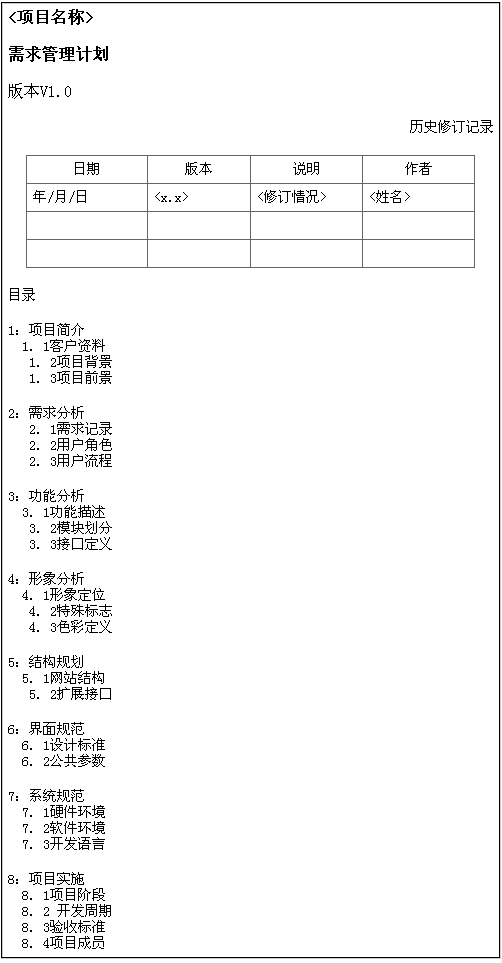 <项目名称>
需求管理计划
版本V1.0
历史修订记录
日期 版本 说明 作者
年/月/日 <x.x> <修订情况> <姓名>
目录
1: 项目简介
1. 1客户资料
1. 2项目背景
1. 3项目前景
2: 需求分析
2. 1需求记录
2. 2用户角色
2. 3用户流程
3: 功能分析
3. 1功能描述
3. 2模块划分
3. 3接口定义
4: 形象分析
4. 1形象定位
4. 2特殊标志
4. 3色彩定义
5: 结构规划
5. 1网站结构
5. 2扩展接口
6: 界面规范
6. 1设计标准
6. 2公共参数
7: 系统规范
7. 1硬件环境
7. 2软件环境
7. 3开发语言
8: 项目实施
8. 1项目阶段
8. 2 开发周期
8. 3验收标准
8. 4项目成员